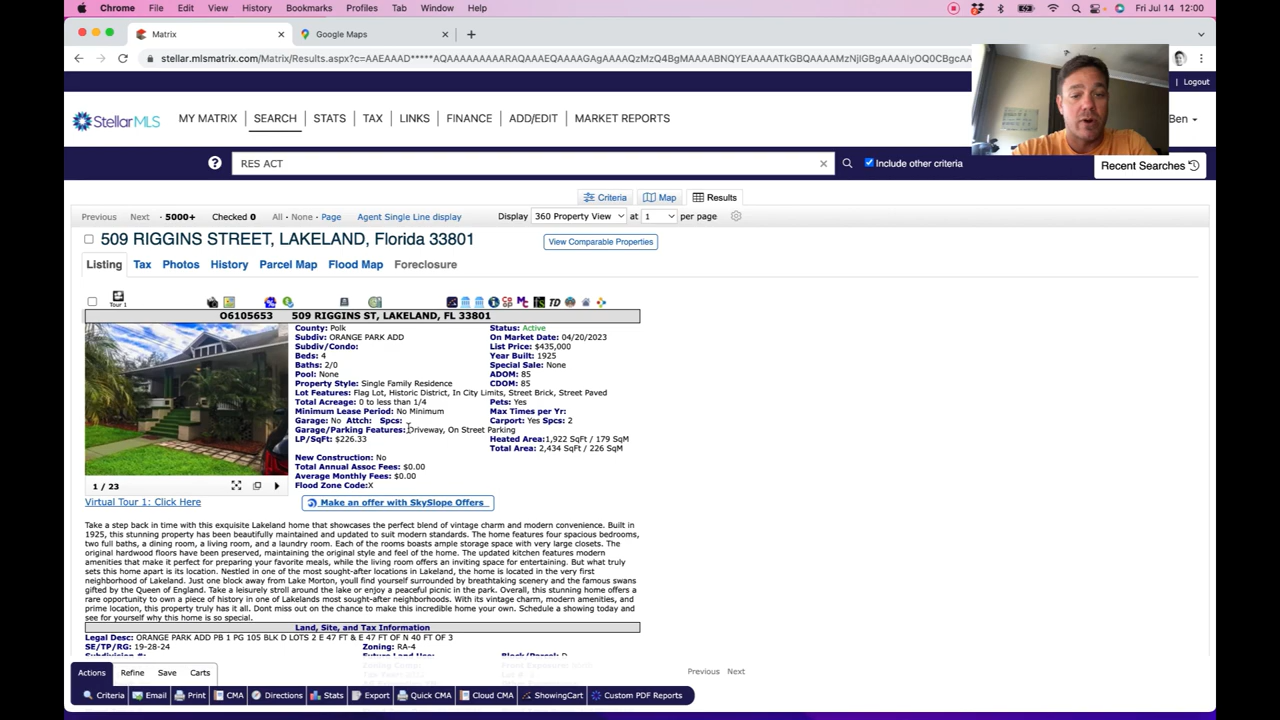 Chrome File Edit View History Bookmarks Profiles Tab Window Help Fri Jul 14 12:00
Matrix Google Maps
stellar.mlsmatrix.com/Matrix/Results.aspx?c=AAEAAAD*****AQAAAAAAAAARAQAAAEQAAAAGAgAAAAQzMzQ4BgMAAAABNQYEAAAATkGBQAAAAMzNjIGBgAAAAIyOQ0CBgcAA
Logout
StellarMLS MY MATRIX SEARCH STATS TAX LINKS FINANCE ADD/EDIT MARKET REPORTS Ben
RES ACT Include other criteria Recent Searches
Criteria Map Results
Previous Next 5000+ Checked 0 All · None · Page Agent Single Line display Display 360 Property View at 1 per page
509 RIGGINS STREET, LAKELAND, Florida 33801 View Comparable Properties
Listing Tax Photos History Parcel Map Flood Map Foreclosure
Tour 1 TD
O6105653 509 RIGGINS ST, LAKELAND, FL 33801
County: Polk Status: Active
Subdiv: ORANGE PARK ADD On Market Date: 04/20/2023
Subdiv/Condo: List Price: $435,000
Beds: 4 Year Built: 1925
Baths: 2/0 Special Sale: None
Pool: None ADOM: 85
Property Style: Single Family Residence CDOM: 85
Lot Features: Flag Lot, Historic District, In City Limits, Street Brick, Street Paved
Total Acreage: 0 to less than 1/4 Pets: Yes
Minimum Lease Period: No Minimum Max Times per Yr:
Garage: No Attch: Spcs: Carport: Yes Spcs: 2
Garage/Parking Features: Driveway, On Street Parking
LP/SqFt: $226.33 Heated Area:1,922 SqFt / 179 SqM
Total Area: 2,434 SqFt / 226 SqM
New Construction: No
Total Annual Assoc Fees: $0.00
Average Monthly Fees: $0.00
Flood Zone Code:X
1 / 23
Virtual Tour 1: Click Here Make an offer with SkySlope Offers
Take a step back in time with this exquisite Lakeland home that showcases the perfect blend of vintage charm and modern convenience. Built in
1925, this stunning property has been beautifully maintained and updated to suit modern standards. The home features four spacious bedrooms,
two full baths, a dining room, a living room, and a laundry room. Each of the rooms boasts ample storage space with very large closets. The
original hardwood floors have been preserved, maintaining the original style and feel of the home. The updated kitchen features modern
amenities that make it perfect for preparing your favorite meals, while the living room offers an inviting space for entertaining. But what truly
sets this home apart is its location. Nestled in one of the most sought-after locations in Lakeland, the home is located in the very first
neighborhood of Lakeland. Just one block away from Lake Morton, youll find yourself surrounded by breathtaking scenery and the famous swans
gifted by the Queen of England. Take a leisurely stroll around the lake or enjoy a peaceful picnic in the park. Overall, this stunning home offers a
rare opportunity to own a piece of history in one of Lakelands most sought-after neighborhoods. With its vintage charm, modern amenities, and
prime location, this property truly has it all. Dont miss out on the chance to make this incredible home your own. Schedule a showing today and
see for yourself why this home is so special.
Land, Site, and Tax Information
Legal Desc: ORANGE PARK ADD PB 1 PG 105 BLK D LOTS 2 E 47 FT & E 47 FT OF N 40 FT OF 3
SE/TP/RG: 19-28-24 Zoning: RA-4
Actions Refine Save Carts Previous Next
Criteria Email Print CMA Directions Stats Export Quick CMA Cloud CMA ShowingCart Custom PDF Reports